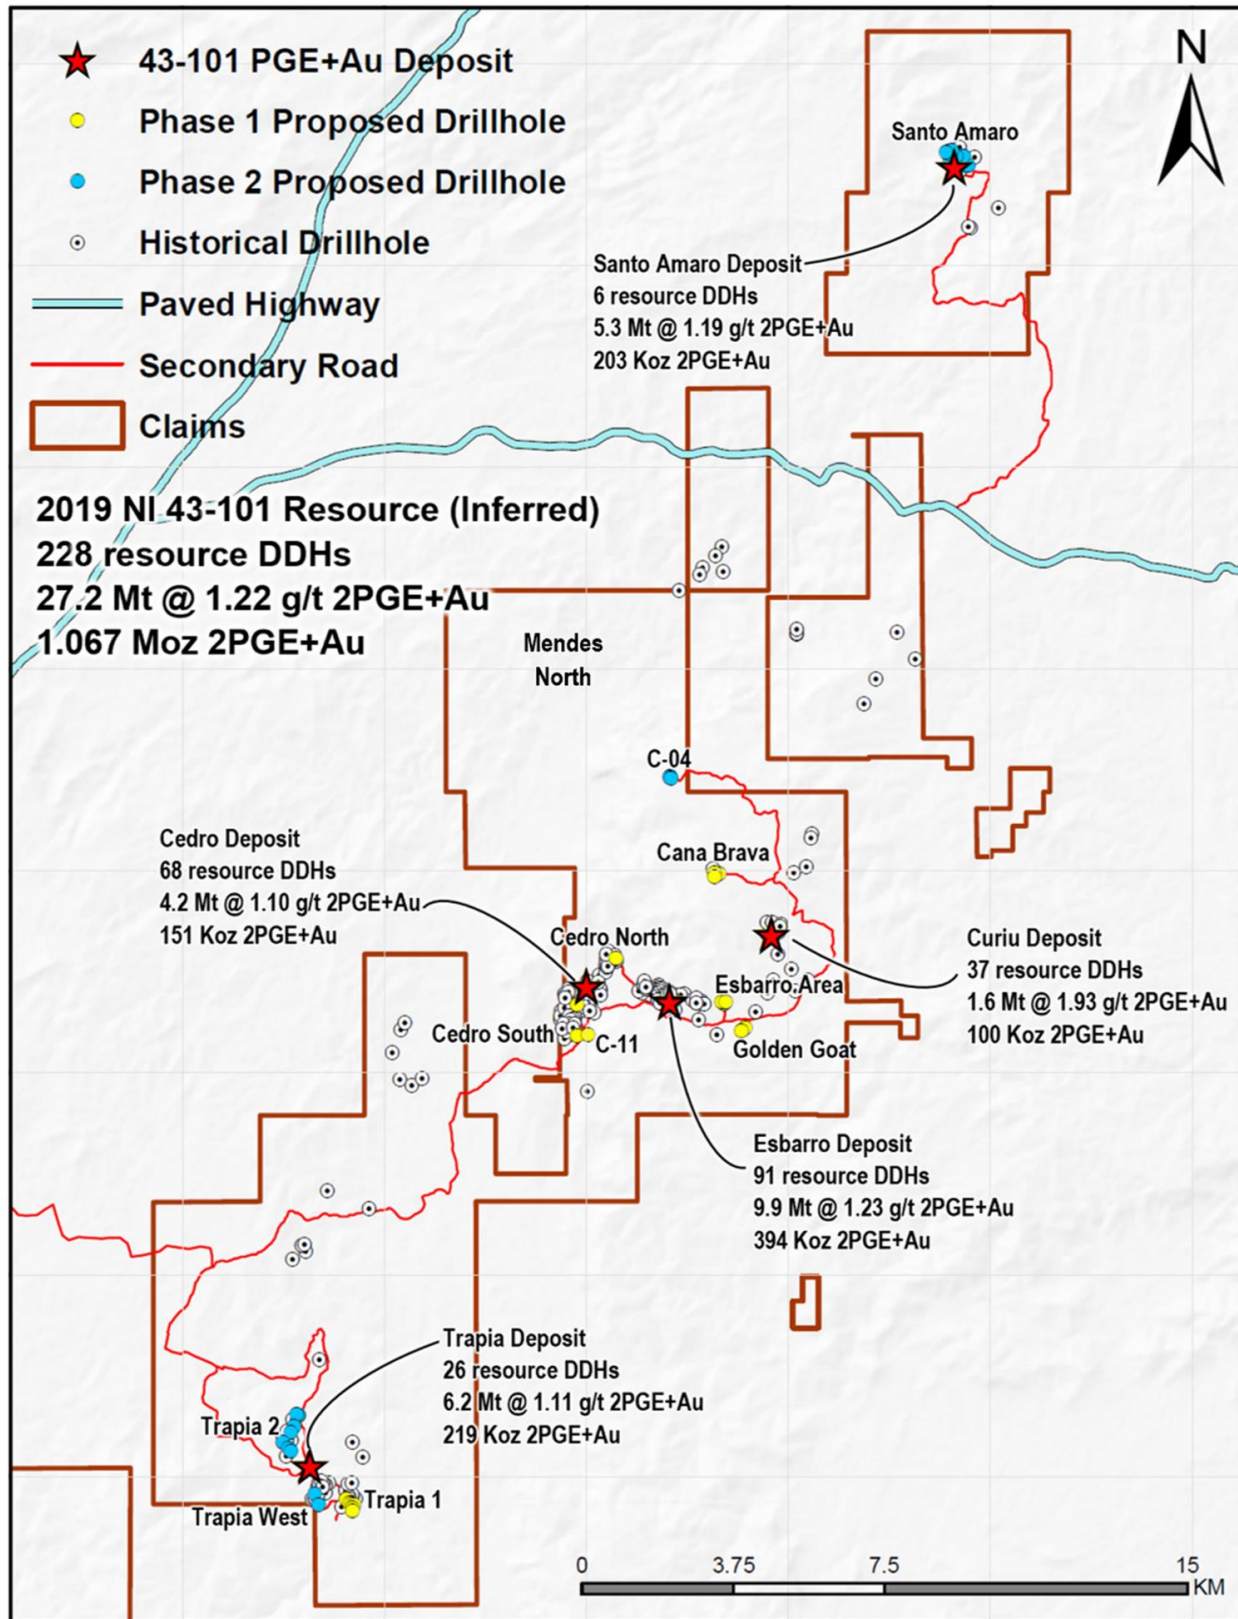 43-101 PGE+Au Deposit
Phase 1 Proposed Drillhole
Phase 2 Proposed Drillhole
Historical Drillhole
Paved Highway
Secondary Road
Claims
N
Santo Amaro
Santo Amaro Deposit
6 resource DDHs
5.3 Mt @ 1.19 g/t 2PGE+Au
203 Koz 2PGE+Au
2019 NI 43-101 Resource (Inferred)
228 resource DDHs
27.2 Mt @ 1.22 g/t 2PGE+Au
1.067 Moz 2PGE+Au
Mendes
North
C-04
Cedro Deposit
68 resource DDHs
4.2 Mt @ 1.10 g/t 2PGE+Au
151 Koz 2PGE+Au
Cana Brava
Cedro North
Curiu Deposit
37 resource DDHs
1.6 Mt @ 1.93 g/t 2PGE+Au
100 Koz 2PGE+Au
Esbarro Area
Cedro South
C-11
Golden Goat
Esbarro Deposit
91 resource DDHs
9.9 Mt @ 1.23 g/t 2PGE+Au
394 Koz 2PGE+Au
Trapia Deposit
26 resource DDHs
6.2 Mt @ 1.11 g/t 2PGE+Au
219 Koz 2PGE+Au
Trapia 2
Trapia 1
Trapia West
0 3.75 7.5 15
KM